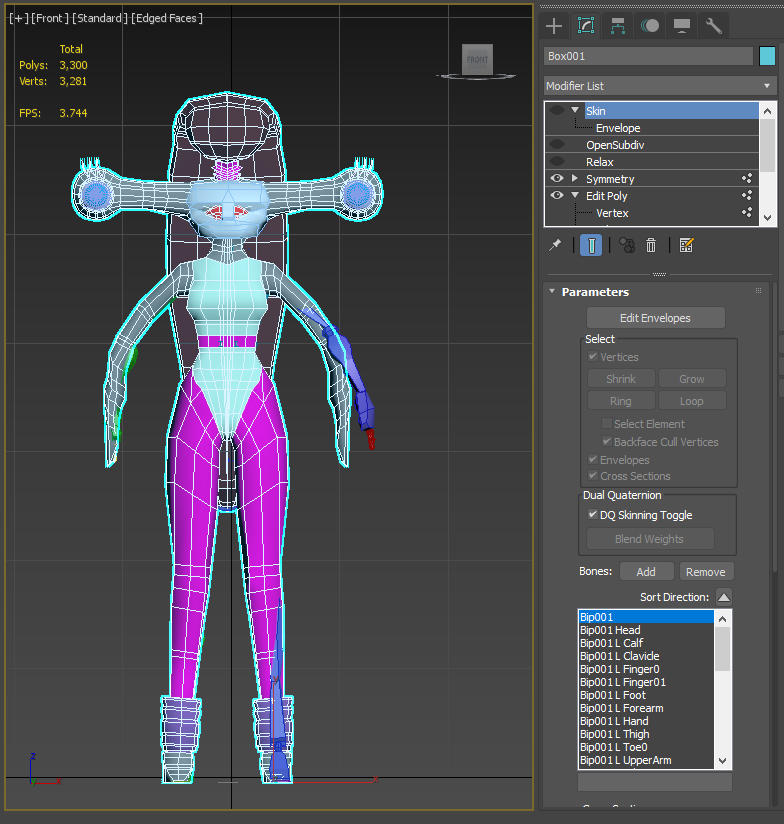 [+] [Front ] [Standard ] [Edged Faces ]
Total
Polys: 3,300
Verts: 3,281
FPS: 3.744
FRONT
z
x
Box001
Modifier List
Skin
Envelope
OpenSubdiv
Relax
Symmetry
Edit Poly
Vertex
Parameters
Edit Envelopes
Select
Vertices
Shrink Grow
Ring Loop
Select Element
Backface Cull Vertices
Envelopes
Cross Sections
Dual Quaternion
DQ Skinning Toggle
Blend Weights
Bones: Add Remove
Sort Direction:
Bip001
Bip001 Head
Bip001 L Calf
Bip001 L Clavicle
Bip001 L Finger0
Bip001 L Finger01
Bip001 L Foot
Bip001 L Forearm
Bip001 L Hand
Bip001 L Thigh
Bip001 L Toe0
Bip001 L UpperArm